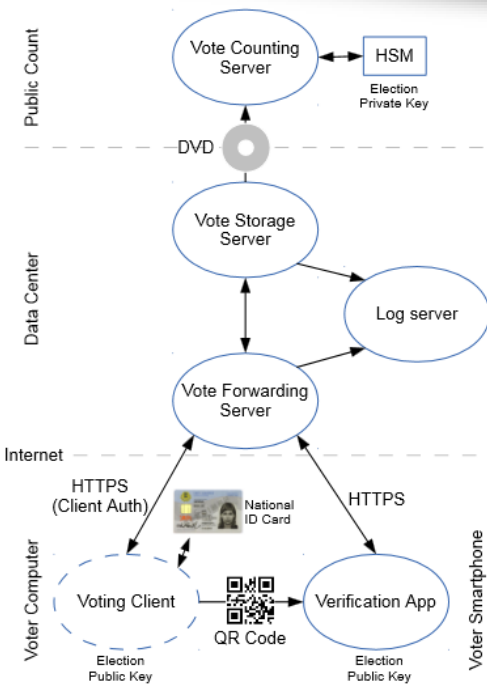 Public Count
Vote Counting
Server
HSM
Election
Private Key
DVD
Data Center
Vote Storage
Server
Log server
Vote Forwarding
Server
Internet
HTTPS
(Client Auth)
National
ID Card
HTTPS
Voter Computer
Voting Client
QR Code
Verification App
Voter Smartphone
Election
Public Key
Election
Public Key